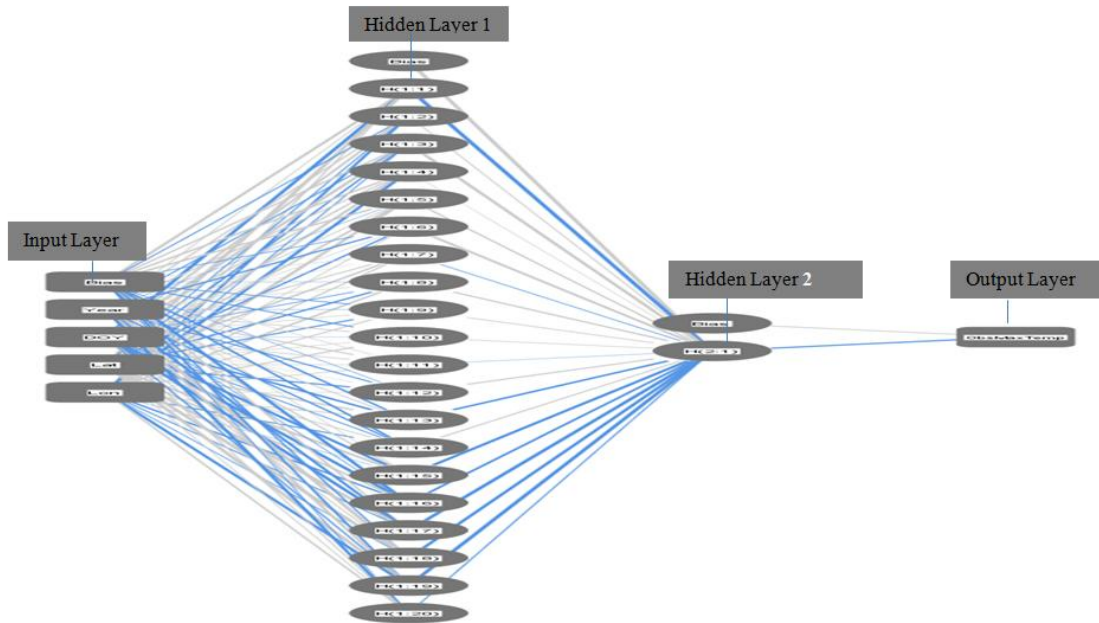 Hidden Layer 1
Bias
H(1:1)
H(1:2)
H(1:3)
H(1:4)
H(1:5)
H(1:6)
H(1:7)
H(1:8)
H(1:9)
H(1:10)
H(1:11)
H(1:12)
H(1:13)
H(1:14)
H(1:15)
H(1:16)
H(1:17)
H(1:18)
H(1:19)
H(1:20)
Input Layer
Bias
Year
DOY
Lat
Lon
Hidden Layer 2
Bias
H(2:1)
Output Layer
ObsMaxTemp